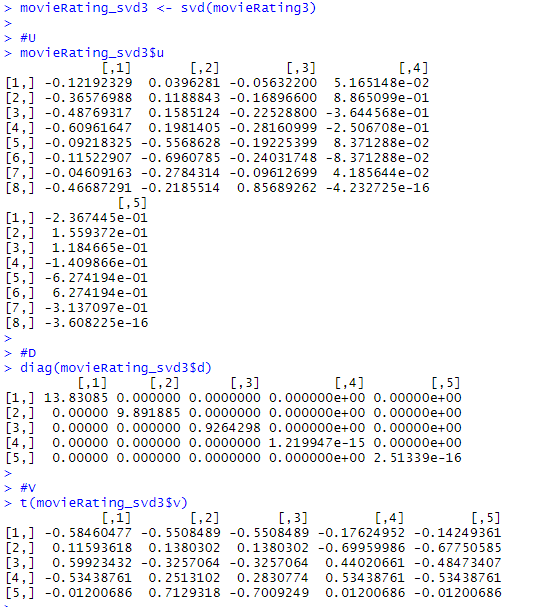 > movieRating_svd3 <- svd(movieRating3)
>
> #U
> movieRating_svd3$u
[,1] [,2] [,3] [,4]
[1,] -0.12192329 0.0396281 -0.05632200 5.165148e-02
[2,] -0.36576988 0.1188843 -0.16896600 8.865099e-01
[3,] -0.48769317 0.1585124 -0.22528800 -3.644568e-01
[4,] -0.60961647 0.1981405 -0.28160999 -2.506708e-01
[5,] -0.09218325 -0.5568628 -0.19225399 8.371288e-02
[6,] -0.11522907 -0.6960785 -0.24031748 -8.371288e-02
[7,] -0.04609163 -0.2784314 -0.09612699 4.185644e-02
[8,] -0.46687291 -0.2185514 0.85689262 -4.232725e-16
[,5]
[1,] -2.367445e-01
[2,] 1.559372e-01
[3,] 1.184665e-01
[4,] -1.409866e-01
[5,] -6.274194e-01
[6,] 6.274194e-01
[7,] -3.137097e-01
[8,] -3.608225e-16
>
> #D
> diag(movieRating_svd3$d)
[,1] [,2] [,3] [,4] [,5]
[1,] 13.83085 0.000000 0.0000000 0.000000e+00 0.00000e+00
[2,] 0.00000 9.891885 0.0000000 0.000000e+00 0.00000e+00
[3,] 0.00000 0.000000 0.9264298 0.000000e+00 0.00000e+00
[4,] 0.00000 0.000000 0.0000000 1.219947e-15 0.00000e+00
[5,] 0.00000 0.000000 0.0000000 0.000000e+00 2.51339e-16
>
> #V
> t(movieRating_svd3$v)
[,1] [,2] [,3] [,4] [,5]
[1,] -0.58460477 -0.5508489 -0.5508489 -0.17624952 -0.14249361
[2,] 0.11593618 0.1380302 0.1380302 -0.69959986 -0.67750585
[3,] 0.59923432 -0.3257064 -0.3257064 0.44020661 -0.48473407
[4,] -0.53438761 0.2513102 0.2830774 0.53438761 -0.53438761
[5,] -0.01200686 0.7129318 -0.7009249 0.01200686 -0.01200686